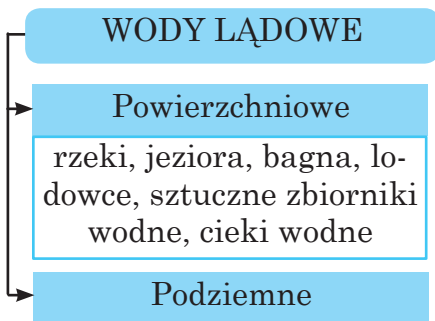 WODY LĄDOWE
Powierzchniowe
rzeki, jeziora, bagna, lo-
dowce, sztuczne zbiorniki
wodne, cieki wodne
Podziemne